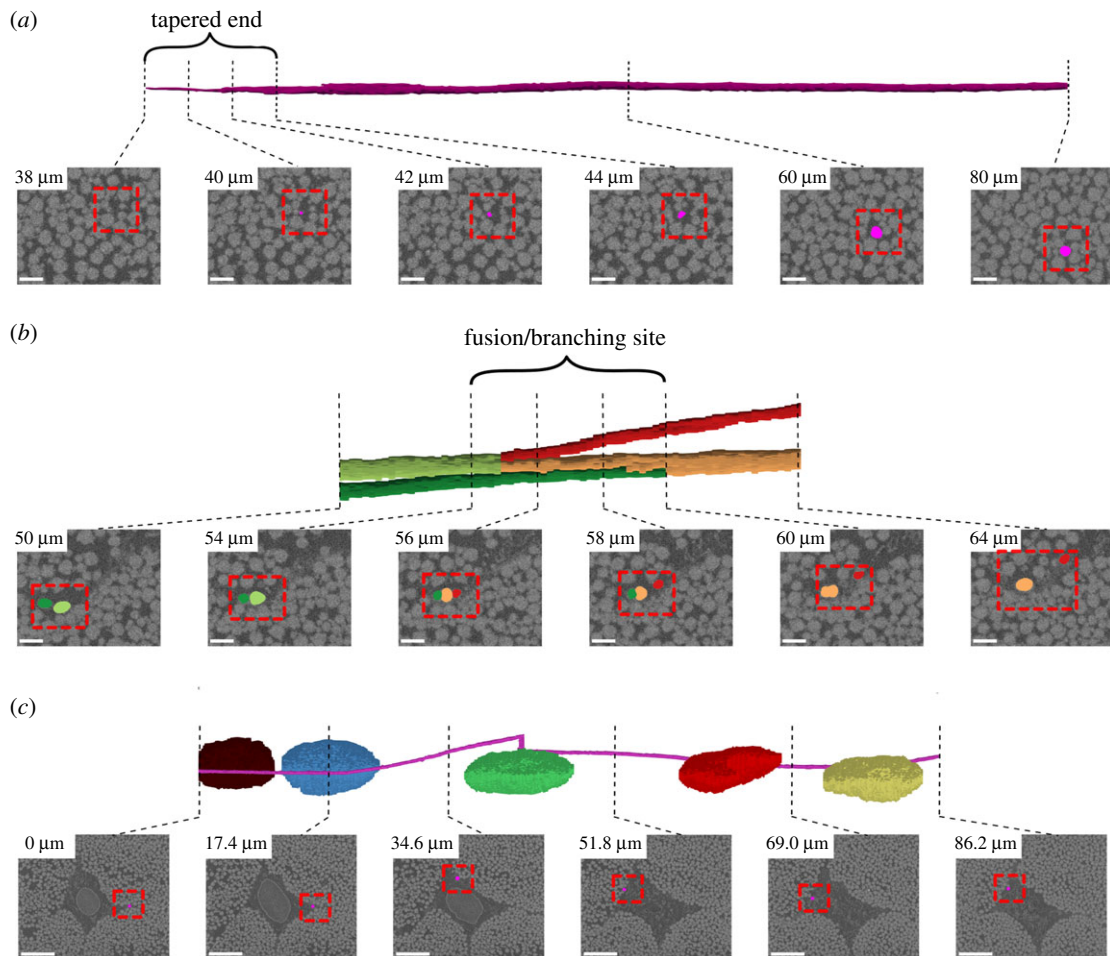 (a)
tapered end
38 µm
40 µm
42 µm
44 µm
60 µm
80 µm
(b)
fusion/branching site
50 µm
54 µm
56 µm
58 µm
60 µm
64 µm
(c)
0 µm
17.4 µm
34.6 µm
51.8 µm
69.0 µm
86.2 µm